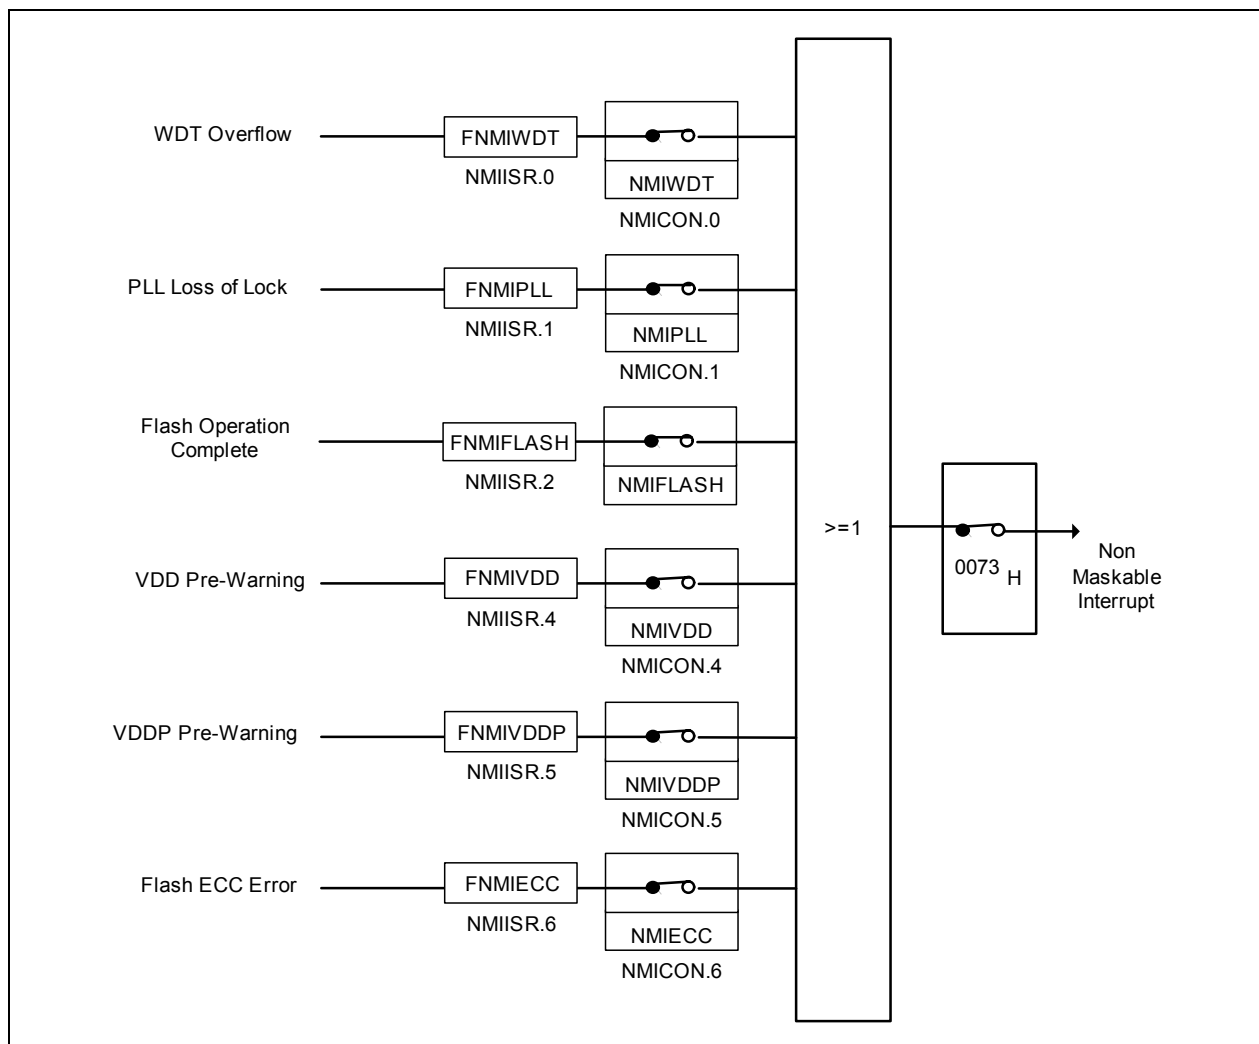 WDT Overflow
FNMIWDT
NMIISR.0
NMIWDT
NMICON.0
PLL Loss of Lock
FNMIPLL
NMIISR.1
NMIPLL
NMICON.1
Flash Operation
Complete
FNMIFLASH
NMIISR.2
NMIFLASH
VDD Pre-Warning
FNMIVDD
NMIISR.4
NMIVDD
NMICON.4
VDDP Pre-Warning
FNMIVDDP
NMIISR.5
NMIVDDP
NMICON.5
Flash ECC Error
FNMIECC
NMIISR.6
NMIECC
NMICON.6
>=1
0073 H
Non
Maskable
Interrupt